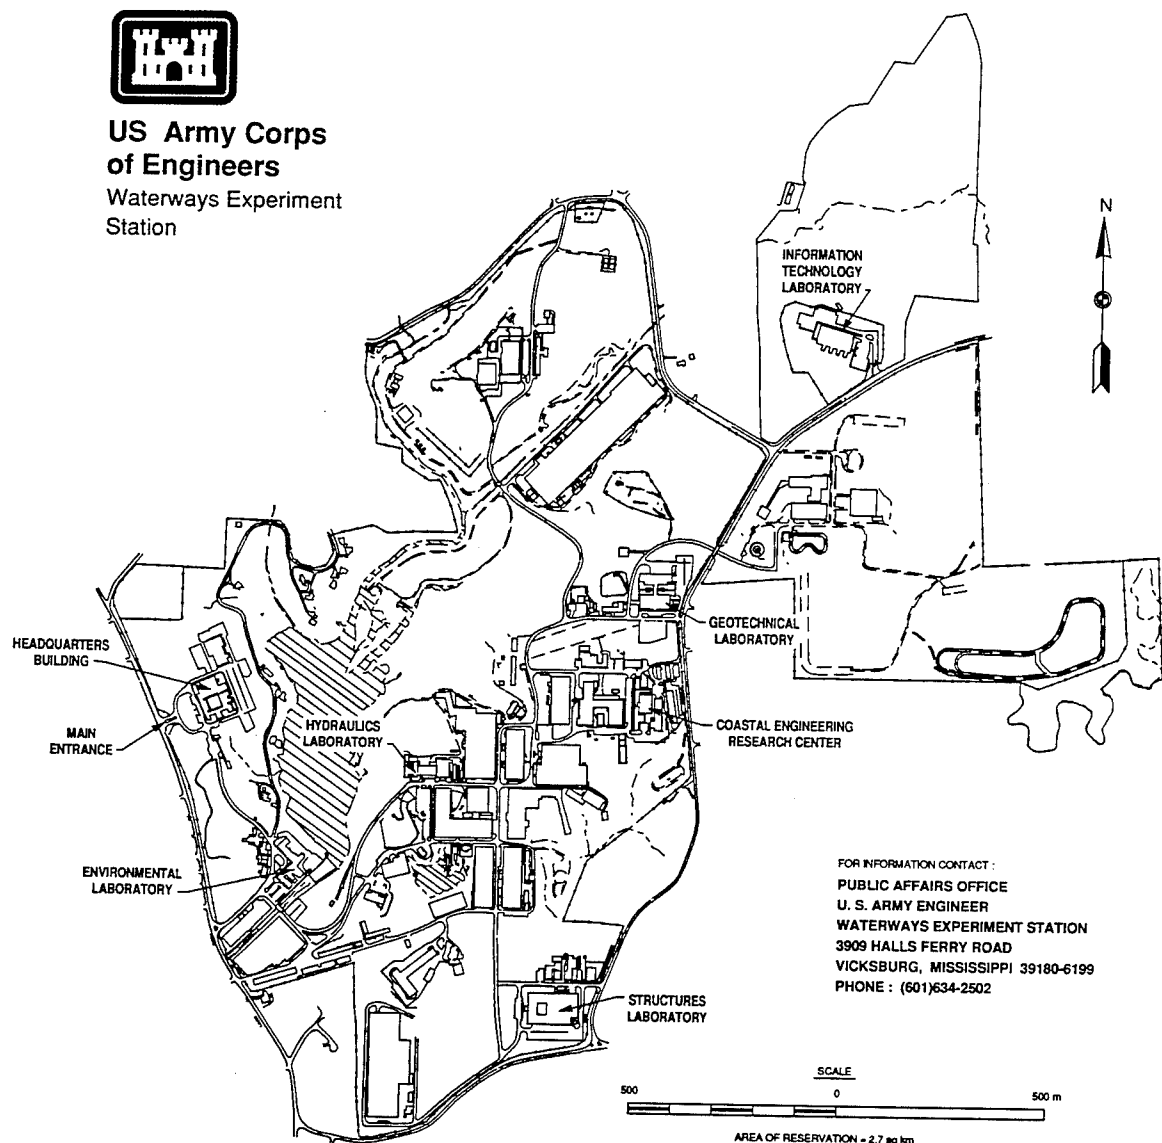 US Army Corps
of Engineers
Waterways Experiment
Station
N
INFORMATION
TECHNOLOGY
LABORATORY
HEADQUARTERS
BUILDING
GEOTECHNICAL
LABORATORY
MAIN
ENTRANCE
HYDRAULICS
LABORATORY
COASTAL ENGINEERING
RESEARCH CENTER
ENVIRONMENTAL
LABORATORY
FOR INFORMATION CONTACT :
PUBLIC AFFAIRS OFFICE
U. S. ARMY ENGINEER
WATERWAYS EXPERIMENT STATION
3909 HALLS FERRY ROAD
VICKSBURG, MISSISSIPPI 39180-6199
PHONE : (601)634-2502
STRUCTURES
LABORATORY
SCALE
500 0 500 m
AREA OF RESERVATION = 2.7 sq km